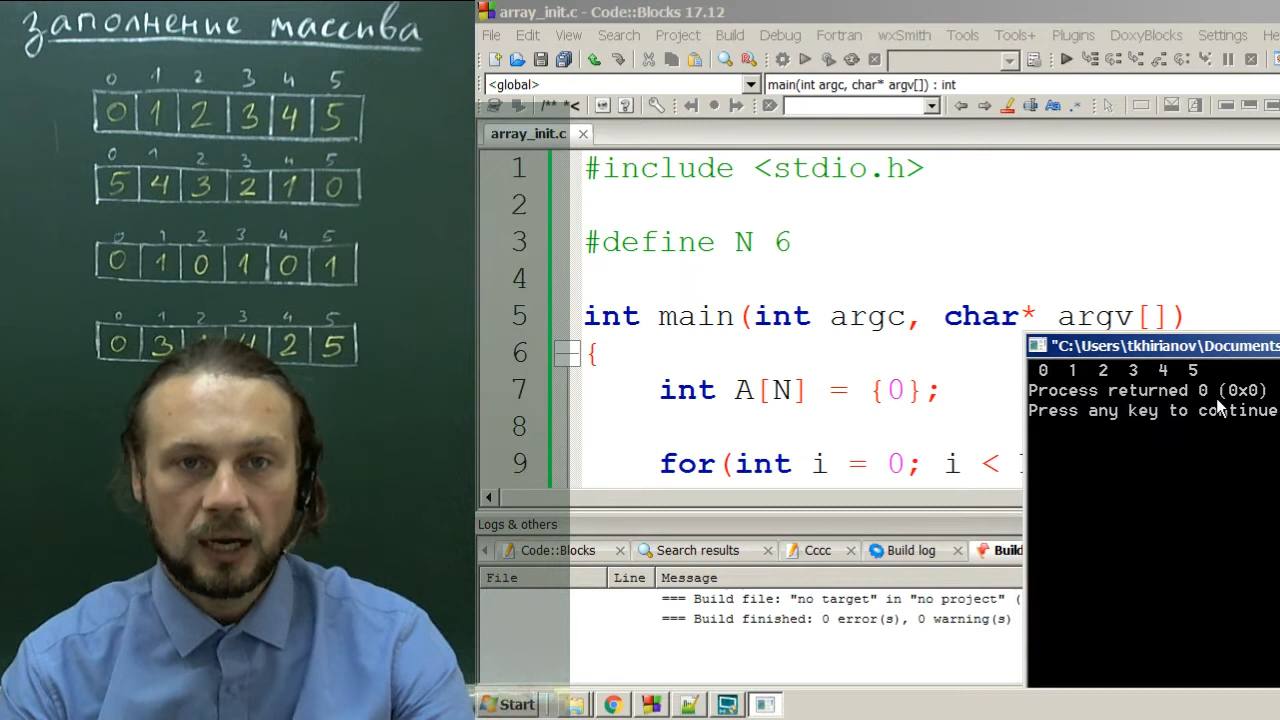 заполнение массива
0 1 2 3 4 5
0 1 2 3 4 5
0 1 2 3 4 5
5 4 3 2 1 0
0 1 2 3 4 5
0 1 0 1 0 1
0 1 2 3 4 5
0 3 4 2 5
array_init.c - Code::Blocks 17.12
File Edit View Search Project Build Debug Fortran wxSmith Tools Tools+ Plugins DoxyBlocks Settings
<global>
main(int argc, char* argv[]) : int
/** *<
Aa
.*
array_init.c
1 #include <stdio.h>
2
3 #define N 6
4
5 int main(int argc, char* argv[])
6 {
7 int A[N] = {0};
8
9 for(int i = 0; i <
"C:\Users\tkhirianov\Documents
0 1 2 3 4 5
Process returned 0 (0x0)
Press any key to continue
Logs & others
Code::Blocks
Search results
Cccc
Build log
Build
File Line Message
=== Build file: "no target" in "no project" (
=== Build finished: 0 error(s), 0 warning(s)
Start